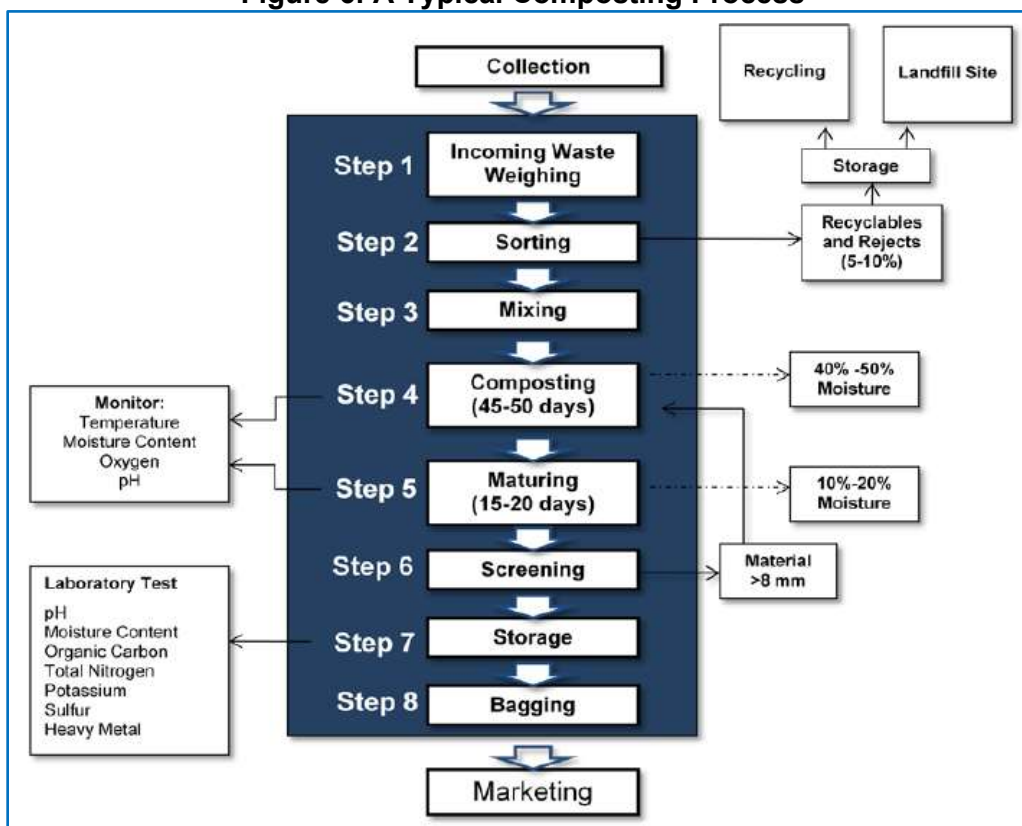 Collection
Recycling
Landfill Site
Storage
Recyclables
and Rejects
(5-10%)
Step 1
Incoming Waste
Weighing
Step 2
Sorting
Step 3
Mixing
Step 4
Composting
(45-50 days)
40% -50%
Moisture
Monitor:
Temperature
Moisture Content
Oxygen
pH
Step 5
Maturing
(15-20 days)
10%-20%
Moisture
Step 6
Screening
Material
>8 mm
Laboratory Test
pH
Moisture Content
Organic Carbon
Total Nitrogen
Potassium
Sulfur
Heavy Metal
Step 7
Storage
Step 8
Bagging
Marketing